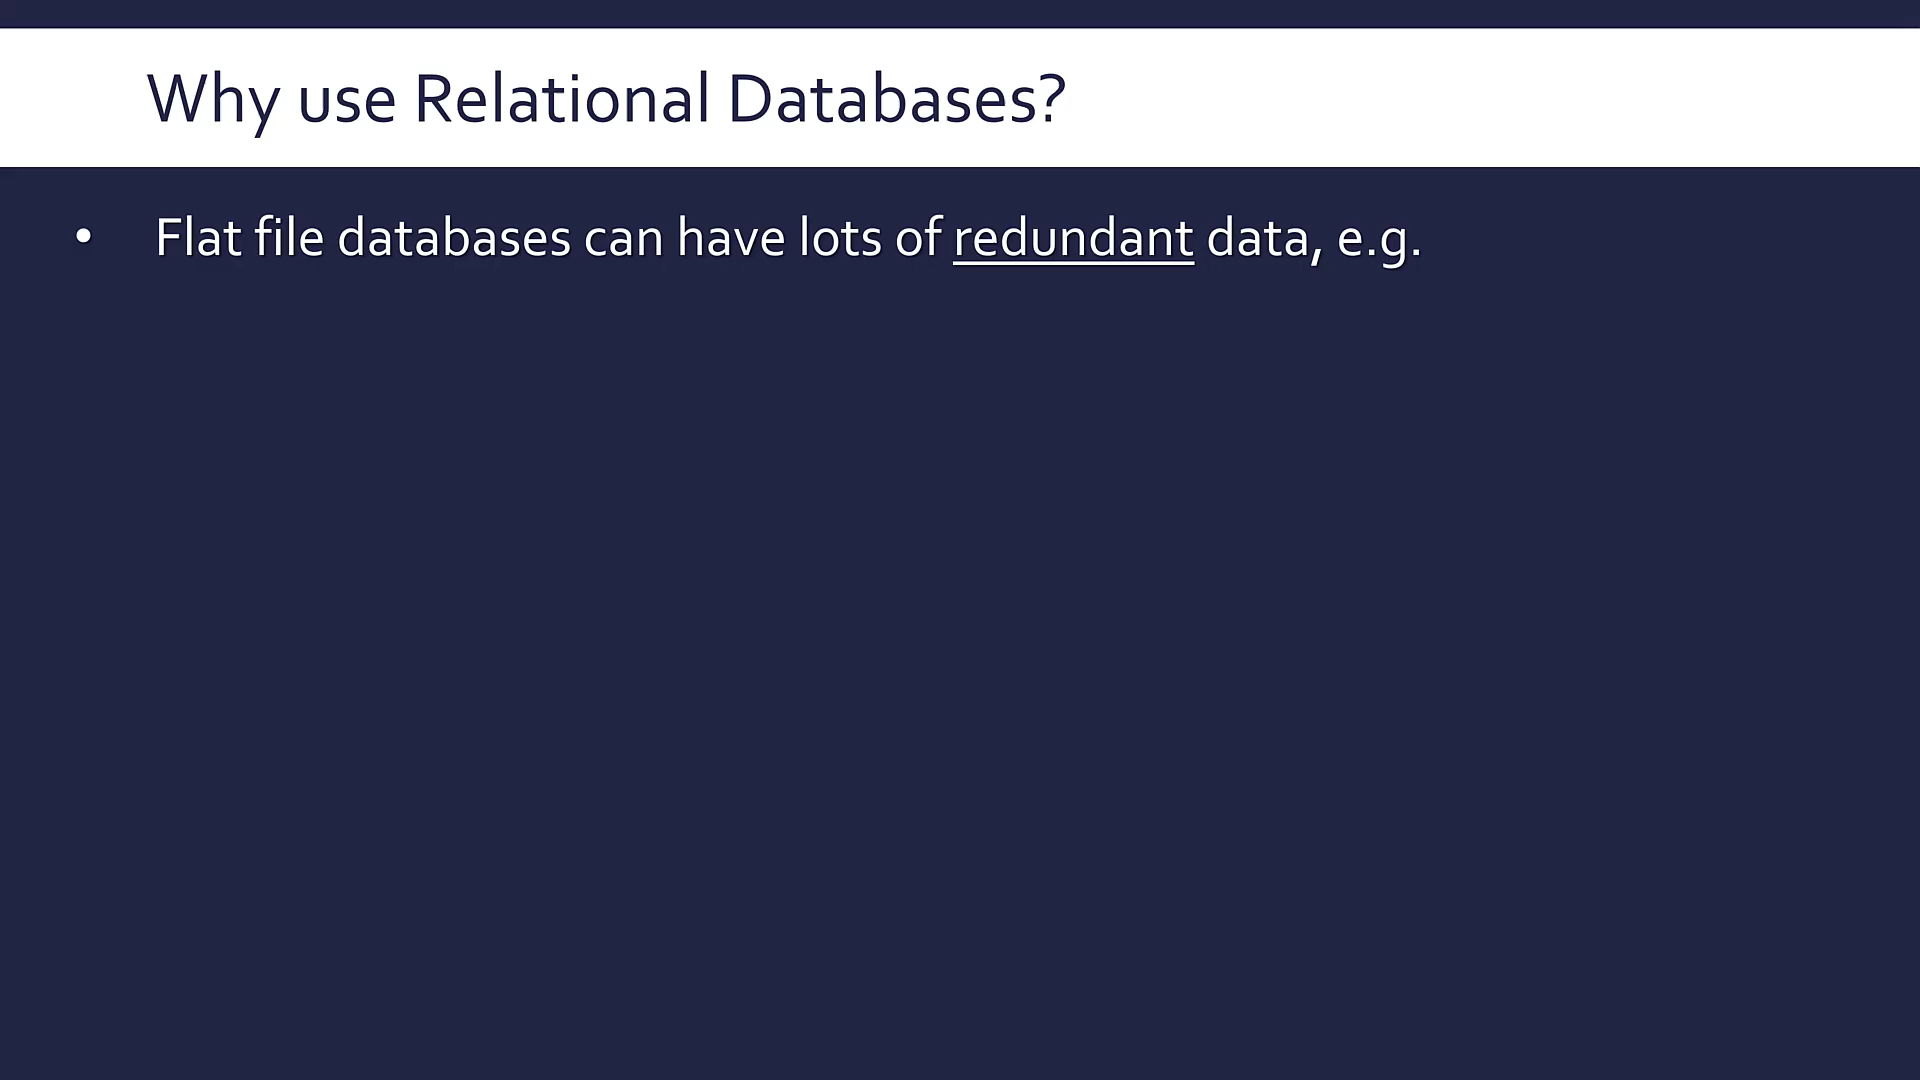 Why use Relational Databases?
• Flat file databases can have lots of redundant data, e.g.